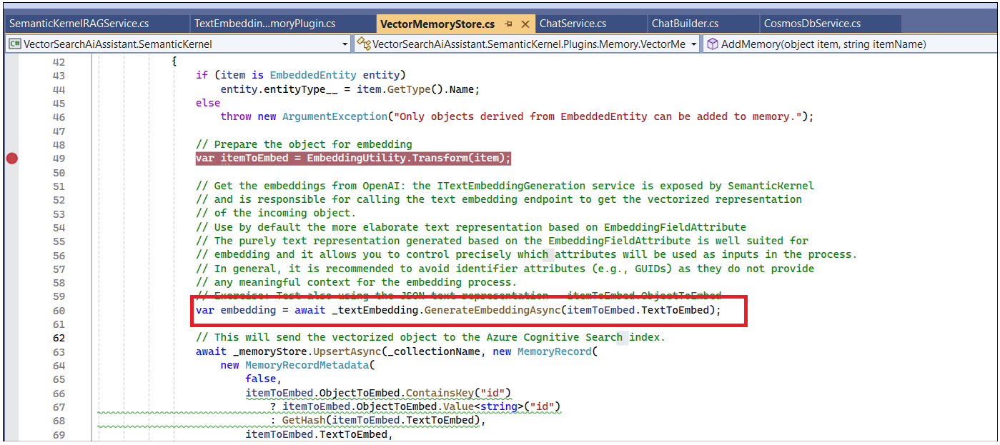 SemanticKernelRAGService.cs TextEmbeddin...moryPlugin.cs VectorMemoryStore.cs ChatService.cs ChatBuilder.cs CosmosDbService.cs
C# VectorSearchAiAssistant.SemanticKernel VectorSearchAiAssistant.SemanticKernel.Plugins.Memory.VectorMe AddMemory(object item, string itemName)
42 {
43 if (item is EmbeddedEntity entity)
44 entity.entityType__ = item.GetType().Name;
45 else
46 throw new ArgumentException("Only objects derived from EmbeddedEntity can be added to memory.");
47
48 // Prepare the object for embedding
49 var itemToEmbed = EmbeddingUtility.Transform(item);
50
51 // Get the embeddings from OpenAI: the ITextEmbeddingGeneration service is exposed by SemanticKernel
52 // and is responsible for calling the text embedding endpoint to get the vectorized representation
53 // of the incoming object.
54 // Use by default the more elaborate text representation based on EmbeddingFieldAttribute
55 // The purely text representation generated based on the EmbeddingFieldAttribute is well suited for
56 // embedding and it allows you to control precisely which attributes will be used as inputs in the process.
57 // In general, it is recommended to avoid identifier attributes (e.g., GUIDs) as they do not provide
58 // any meaningful context for the embedding process.
59 // Exercise: Test also using the JSON text representation - itemToEmbed.ObjectToEmbed
60 var embedding = await _textEmbedding.GenerateEmbeddingAsync(itemToEmbed.TextToEmbed);
61
62 // This will send the vectorized object to the Azure Cognitive Search index.
63 await _memoryStore.UpsertAsync(_collectionName, new MemoryRecord(
64 new MemoryRecordMetadata(
65 false,
66 itemToEmbed.ObjectToEmbed.ContainsKey("id")
67 ? itemToEmbed.ObjectToEmbed.Value<string>("id")
68 : GetHash(itemToEmbed.TextToEmbed),
69 itemToEmbed.TextToEmbed,